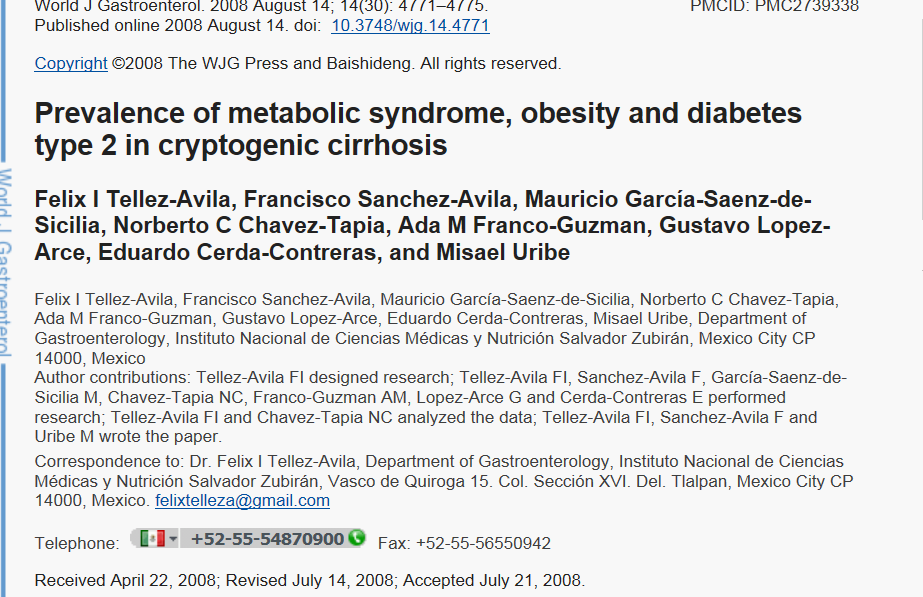 World J Gastroenterol. 2008 August 14; 14(30): 4771–4775.
PMCID: PMC2739338
Published online 2008 August 14. doi: 10.3748/wjg.14.4771
Copyright ©2008 The WJG Press and Baishideng. All rights reserved.
Prevalence of metabolic syndrome, obesity and diabetes
type 2 in cryptogenic cirrhosis
Felix I Tellez-Avila, Francisco Sanchez-Avila, Mauricio García-Saenz-de-
Sicilia, Norberto C Chavez-Tapia, Ada M Franco-Guzman, Gustavo Lopez-
Arce, Eduardo Cerda-Contreras, and Misael Uribe
Felix I Tellez-Avila, Francisco Sanchez-Avila, Mauricio García-Saenz-de-Sicilia, Norberto C Chavez-Tapia,
Ada M Franco-Guzman, Gustavo Lopez-Arce, Eduardo Cerda-Contreras, Misael Uribe, Department of
Gastroenterology, Instituto Nacional de Ciencias Médicas y Nutrición Salvador Zubirán, Mexico City CP
14000, Mexico
Author contributions: Tellez-Avila FI designed research; Tellez-Avila FI, Sanchez-Avila F, García-Saenz-de-
Sicilia M, Chavez-Tapia NC, Franco-Guzman AM, Lopez-Arce G and Cerda-Contreras E performed
research; Tellez-Avila FI and Chavez-Tapia NC analyzed the data; Tellez-Avila FI, Sanchez-Avila F and
Uribe M wrote the paper.
Correspondence to: Dr. Felix I Tellez-Avila, Department of Gastroenterology, Instituto Nacional de Ciencias
Médicas y Nutrición Salvador Zubirán, Vasco de Quiroga 15. Col. Sección XVI. Del. Tlalpan, Mexico City CP
14000, Mexico. felixtelleza@gmail.com
Telephone: +52-55-54870900 Fax: +52-55-56550942
Received April 22, 2008; Revised July 14, 2008; Accepted July 21, 2008.
World J Gastroenterol